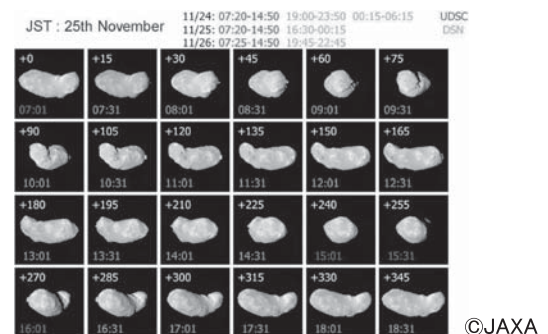 JST : 25th November
11/24: 07:20-14:50 19:00-23:50 00:15-06:15 UDSC
11/25: 07:20-14:50 16:30-00:15 DSN
11/26: 07:25-14:50 19:45-22:45
+0 +15 +30 +45 +60 +75
07:01 07:31 08:01 08:31 09:01 09:31
+90 +105 +120 +135 +150 +165
10:01 10:31 11:01 11:31 12:01 12:31
+180 +195 +210 +225 +240 +255
13:01 13:31 14:01 14:31 15:01 15:31
+270 +285 +300 +315 +330 +345
16:01 16:31 17:01 17:31 18:01 18:31
©JAXA